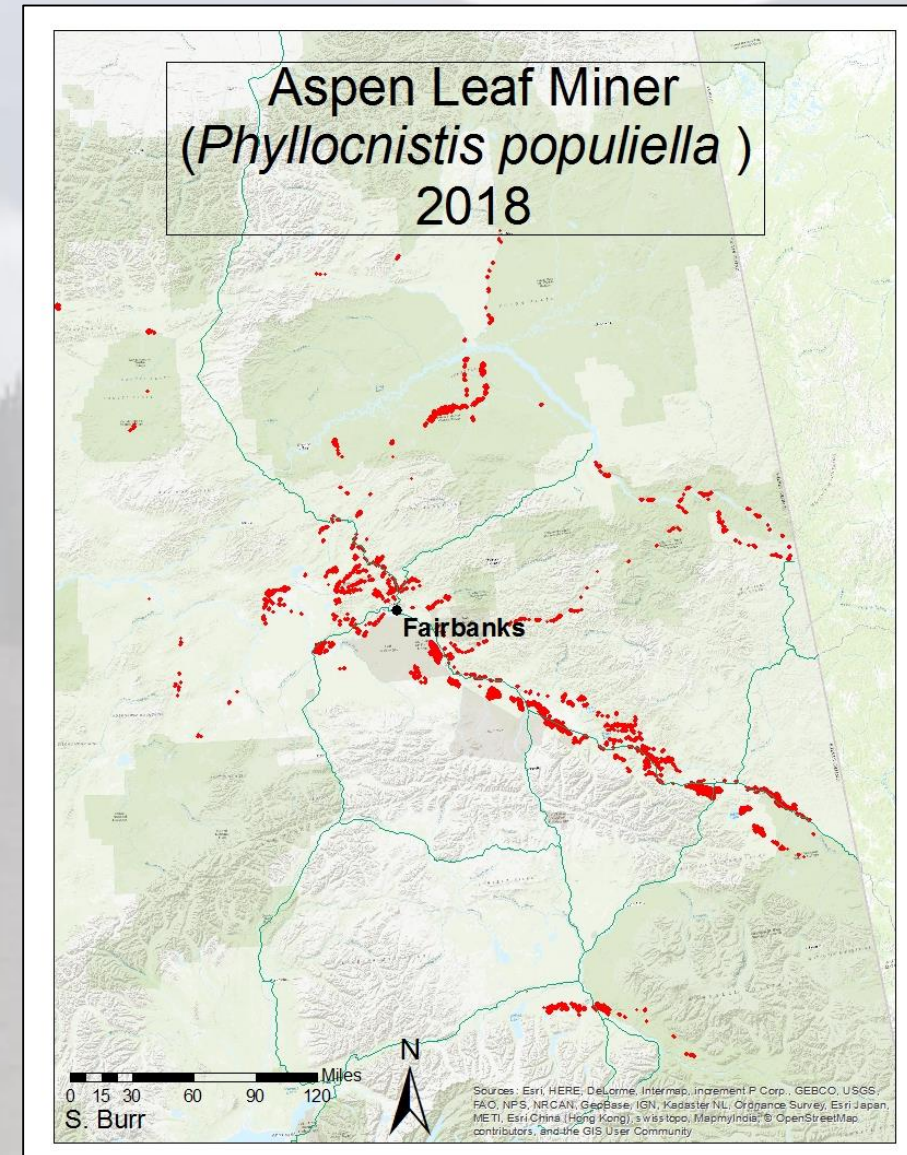 Aspen Leaf Miner
(Phyllocnistis populiella )
2018
Fairbanks
Miles
0 15 30 60 90 120
S. Burr
N
Sources: Esri, HERE, DeLorme, Intermap, increment P Corp., GEBCO, USGS,
FAO, NPS, NRCAN, GeoBase, IGN, Kadaster NL, Ordnance Survey, Esri Japan,
METI, Esri China (Hong Kong), swisstopo, MapmyIndia, © OpenStreetMap
contributors, and the GIS User Community